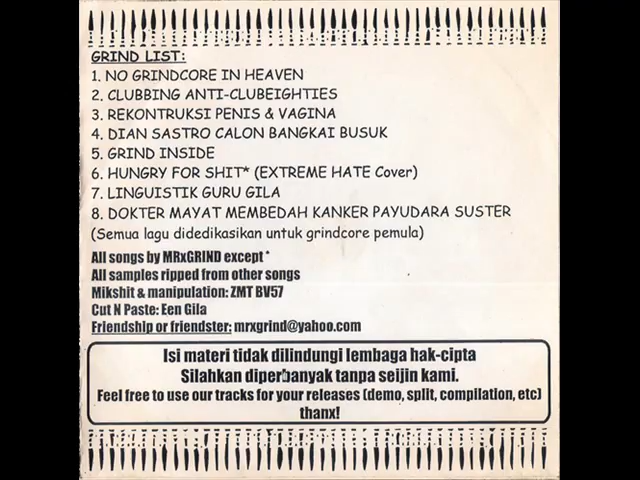 GRIND LIST:
1. NO GRINDCORE IN HEAVEN
2. CLUBBING ANTI-CLUBEIGHTIES
3. REKONTRUKSI PENIS & VAGINA
4. DIAN SASTRO CALON BANGKAI BUSUK
5. GRIND INSIDE
6. HUNGRY FOR SHIT* (EXTREME HATE Cover)
7. LINGUISTIK GURU GILA
8. DOKTER MAYAT MEMBEDAH KANKER PAYUDARA SUSTER
(Semua lagu didedikasikan untuk grindcore pemula)
All songs by MRxGRIND except *
All samples ripped from other songs
Mikshit & manipulation: ZMT BV57
Cut N Paste: Een Gila
Friendship or friendster: mrxgrind@yahoo.com
Isi materi tidak dilindungi lembaga hak-cipta
Silahkan diperbanyak tanpa seijin kami.
Feel free to use our tracks for your releases (demo, split, compilation, etc)
thanx!